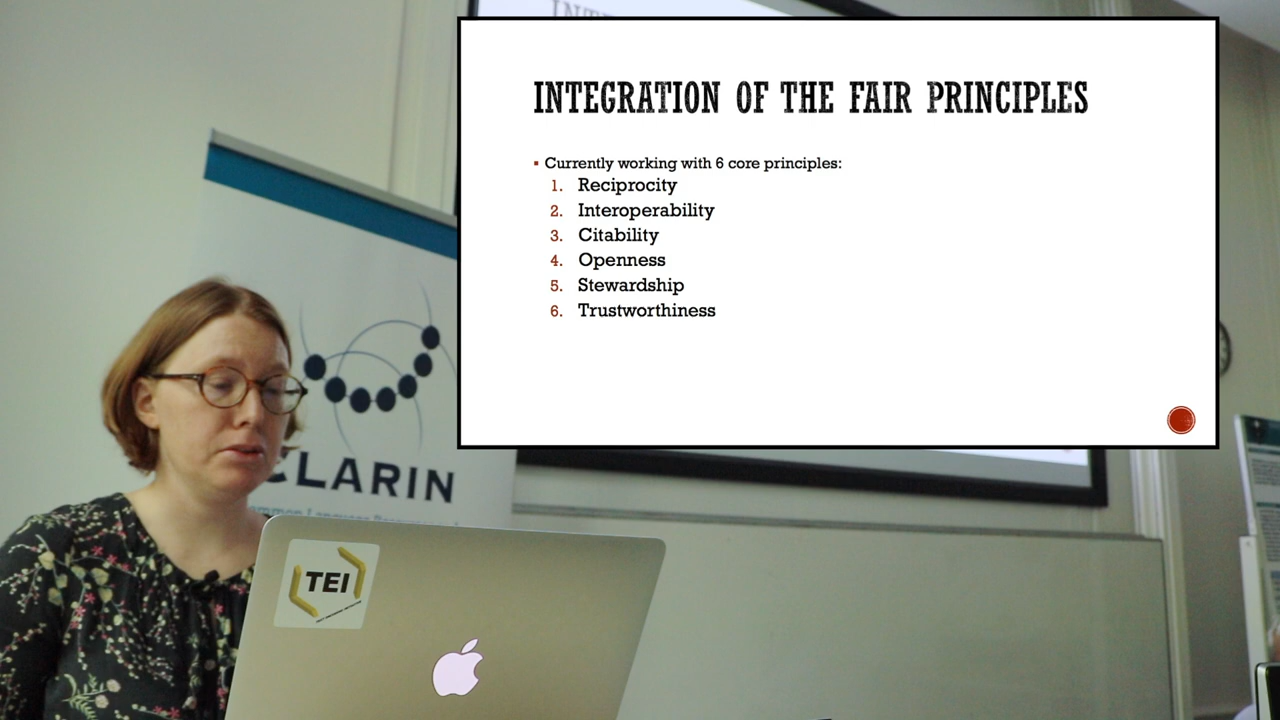 INTEGRATION OF THE FAIR PRINCIPLES
▪ Currently working with 6 core principles:
1. Reciprocity
2. Interoperability
3. Citability
4. Openness
5. Stewardship
6. Trustworthiness
CLARIN
TEI